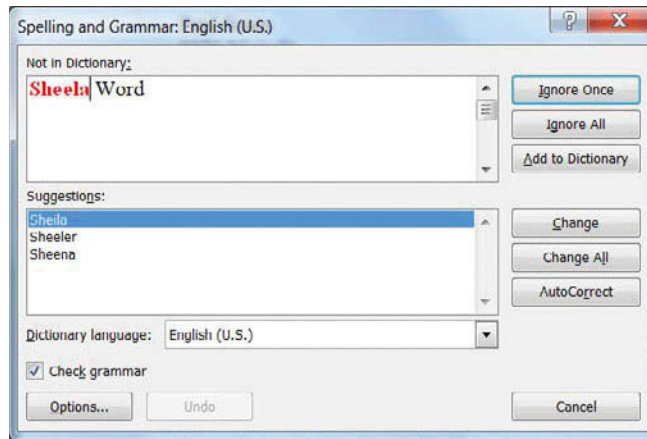 Spelling and Grammar: English (U.S.)
Not in Dictionary:
Sheela Word
Ignore Once
Ignore All
Add to Dictionary
Suggestions:
Sheila
Sheeler
Sheena
Change
Change All
AutoCorrect
Dictionary language: English (U.S.)
Check grammar
Options... Undo Cancel